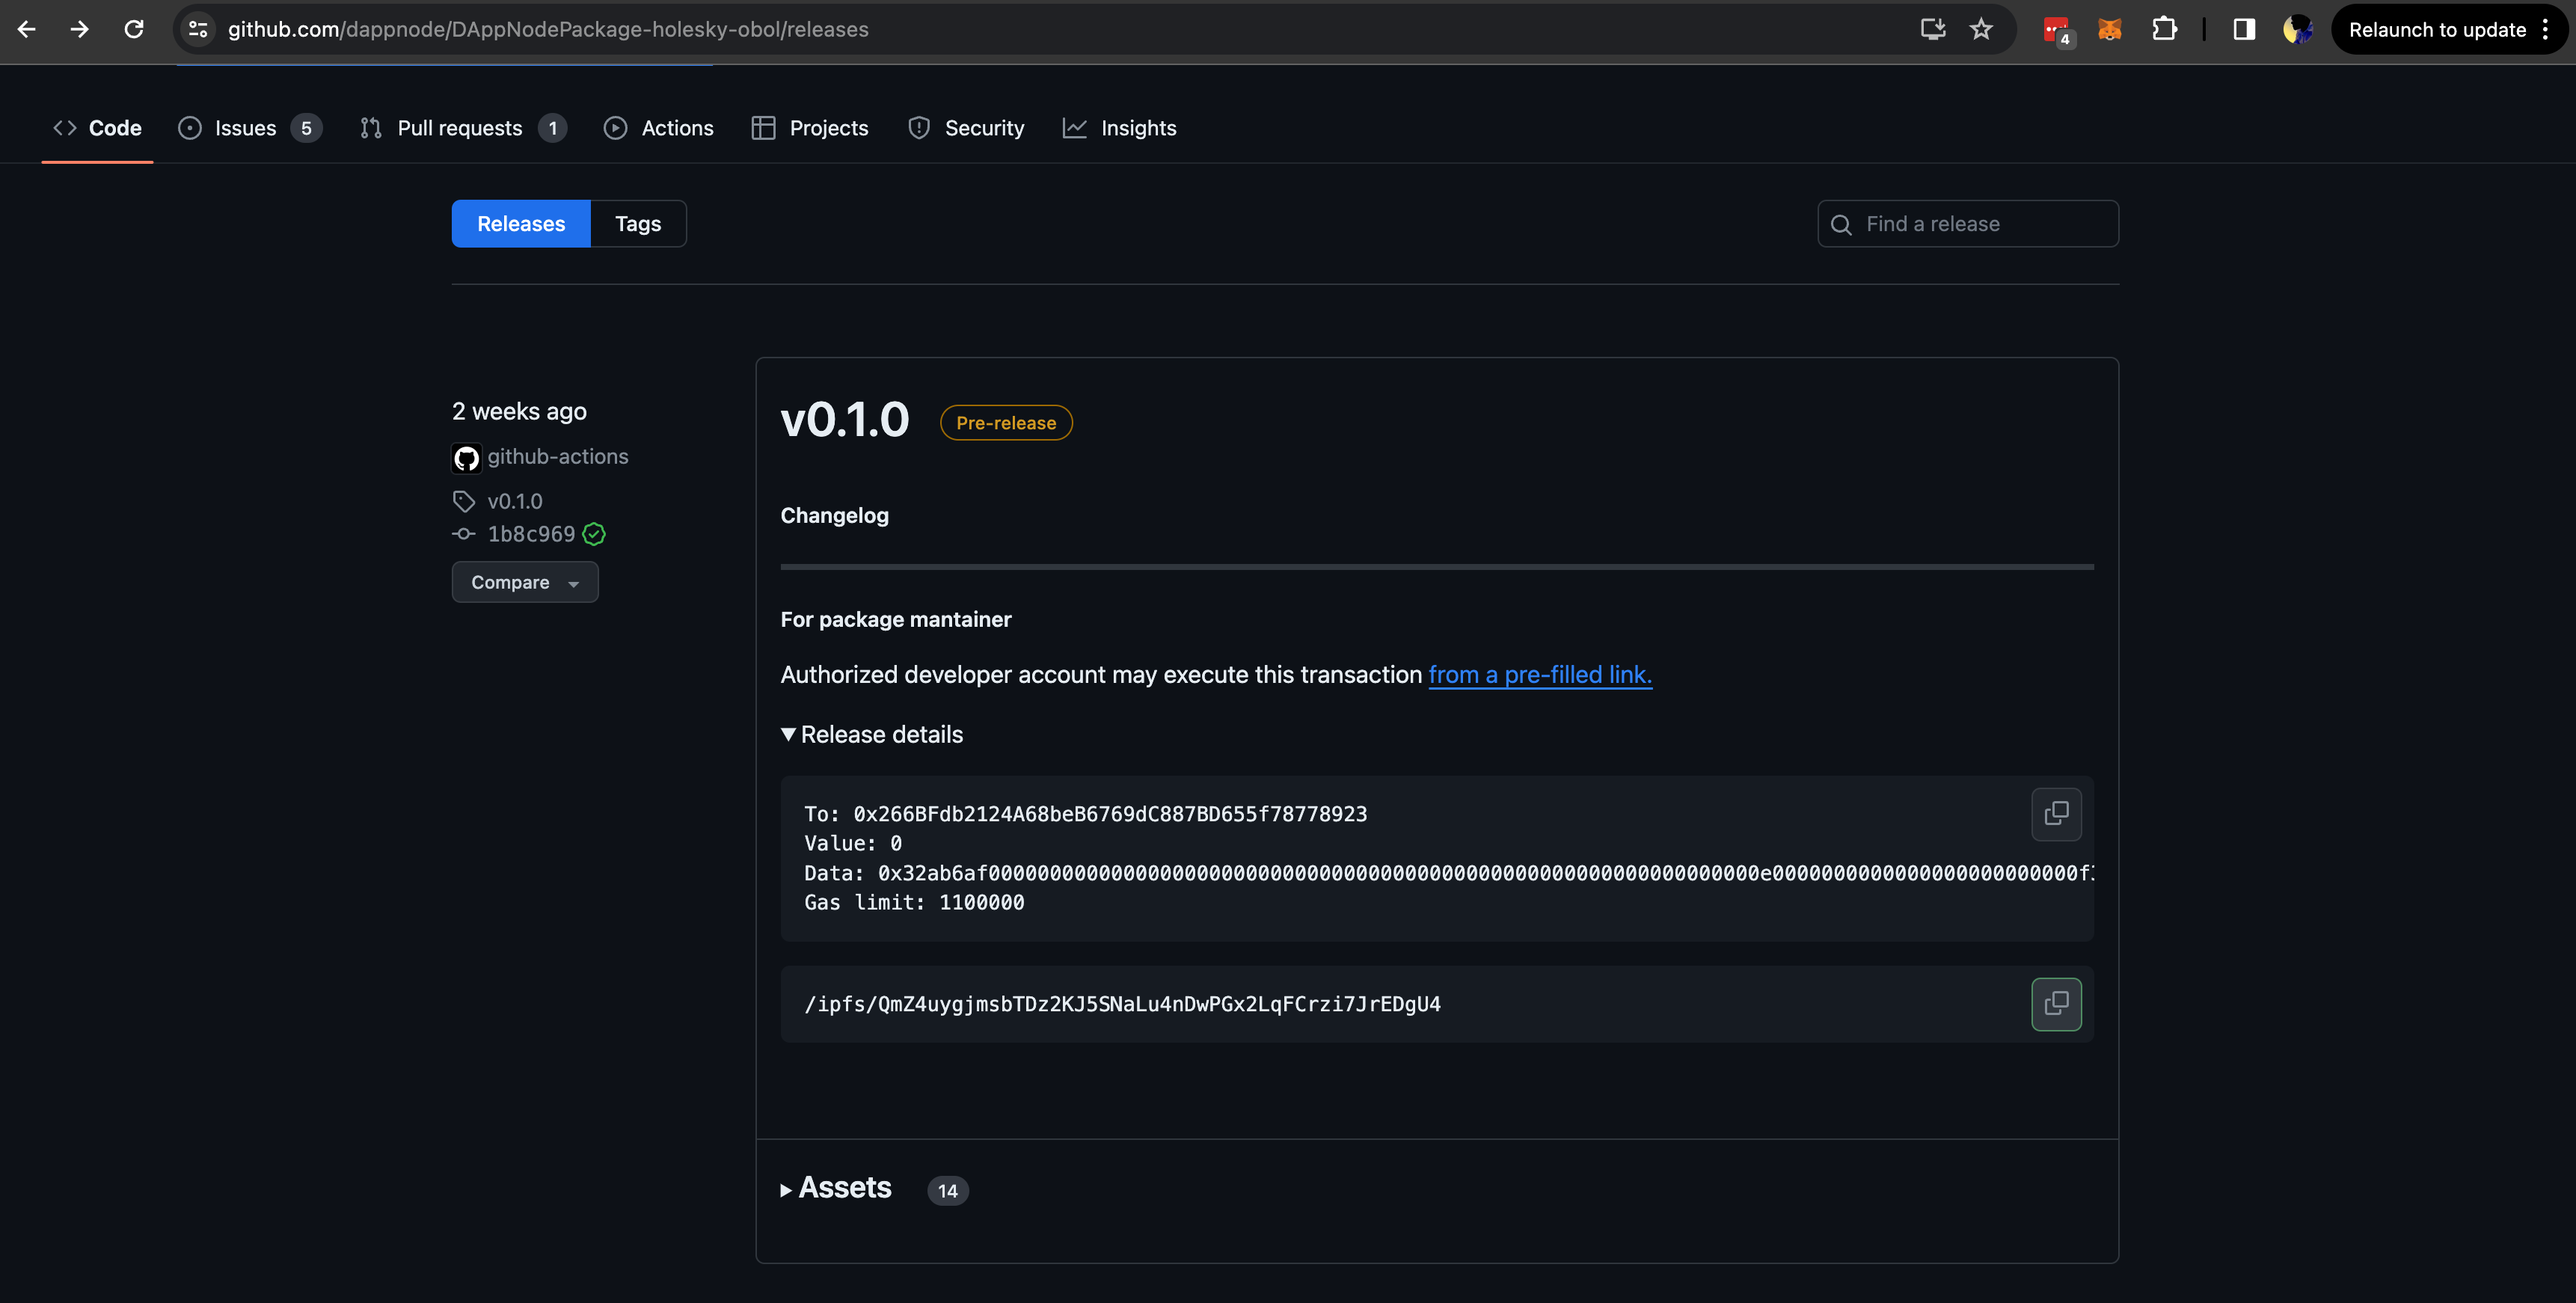 github.com/dappnode/DAppNodePackage-holesky-obol/releases
4
Relaunch to update
Code
Issues 5
Pull requests 1
Actions
Projects
Security
Insights
Releases
Tags
Find a release
2 weeks ago
github-actions
v0.1.0
1b8c969
Compare
v0.1.0 Pre-release
Changelog
For package mantainer
Authorized developer account may execute this transaction from a pre-filled link.
Release details
To: 0x266BFdb2124A68beB6769dC887BD655f78778923
Value: 0
Gas limit: 1100000
/ipfs/QmZ4uygjmsbTDz2KJ5SNaLu4nDwPGx2LqFCrzi7JrEDgU4
Assets 14